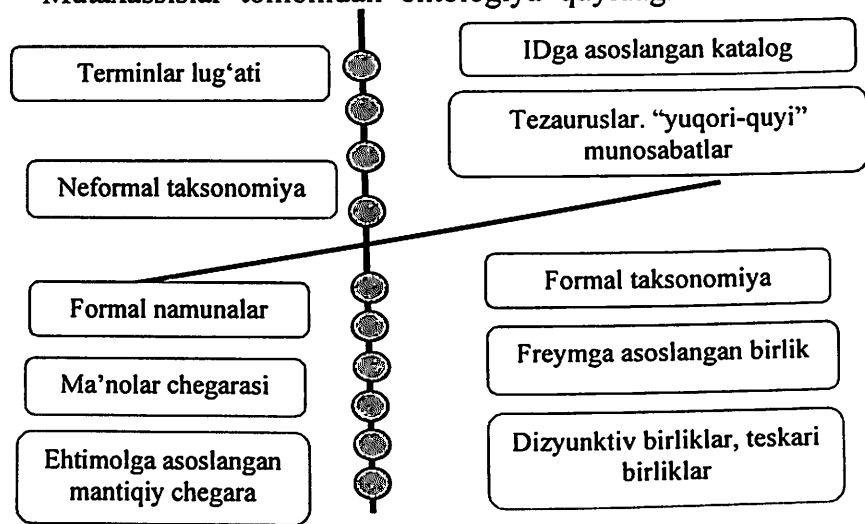 Mutaxassislar tomonidan ontologiya quyidagi
Terminlar lug‘ati
IDga asoslangan katalog
Tezauruslar. “yuqori-quyi”
munosabatlar
Neformal taksonomiya
Formal taksonomiya
Formal namunalar
Freymga asoslangan birlik
Ma’nolar chegarasi
Dizyunktiv birliklar, teskari
birliklar
Ehtimolga asoslangan
mantiqiy chegara